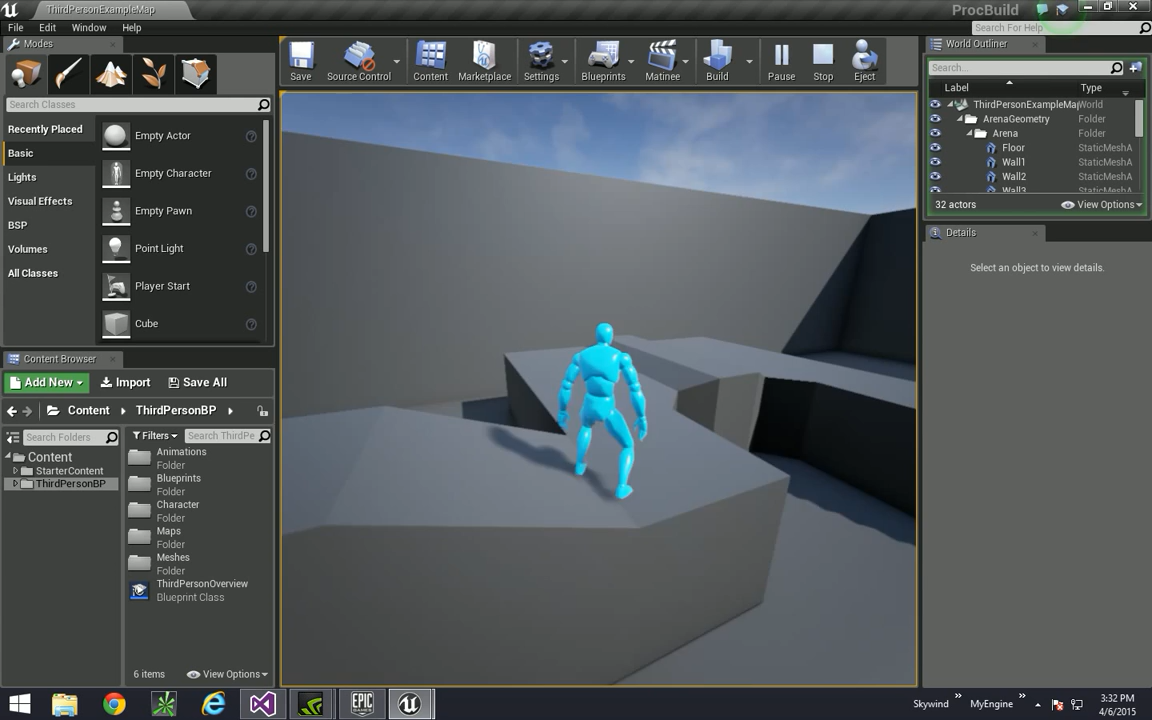 ThirdPersonExampleMap
ProcBuild
File Edit Window Help
Search For Help
Modes
Save
Source Control
Content
Marketplace
Settings
Blueprints
Matinee
Build
Pause
Stop
Eject
World Outliner
Search...
Label Type
ThirdPersonExampleMap World
ArenaGeometry Folder
Arena Folder
Floor StaticMeshA
Wall1 StaticMeshA
Wall2 StaticMeshA
Wall3 StaticMeshA
32 actors View Options
Details
Select an object to view details.
Search Classes
Recently Placed
Basic
Lights
Visual Effects
BSP
Volumes
All Classes
Empty Actor
Empty Character
Empty Pawn
Point Light
Player Start
Cube
Content Browser
Add New Import Save All
Content ThirdPersonBP
Search Folders
Filters Search ThirdPe
Content
StarterContent
ThirdPersonBP
Animations
Folder
Blueprints
Folder
Character
Folder
Maps
Folder
Meshes
Folder
ThirdPersonOverview
Blueprint Class
6 items View Options
EPIC
GAMES
Skywind
MyEngine
3:32 PM
4/6/2015